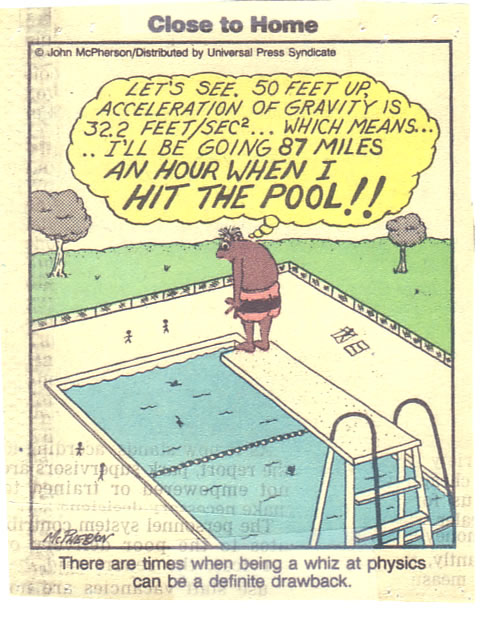 Close to Home
© John McPherson/Distributed by Universal Press Syndicate
LET'S SEE. 50 FEET UP,
ACCELERATION OF GRAVITY IS
32.2 FEET/SEC²... WHICH MEANS...
.. I'LL BE GOING 87 MILES
AN HOUR WHEN I
HIT THE POOL!!
McPHERSON
There are times when being a whiz at physics
can be a definite drawback.